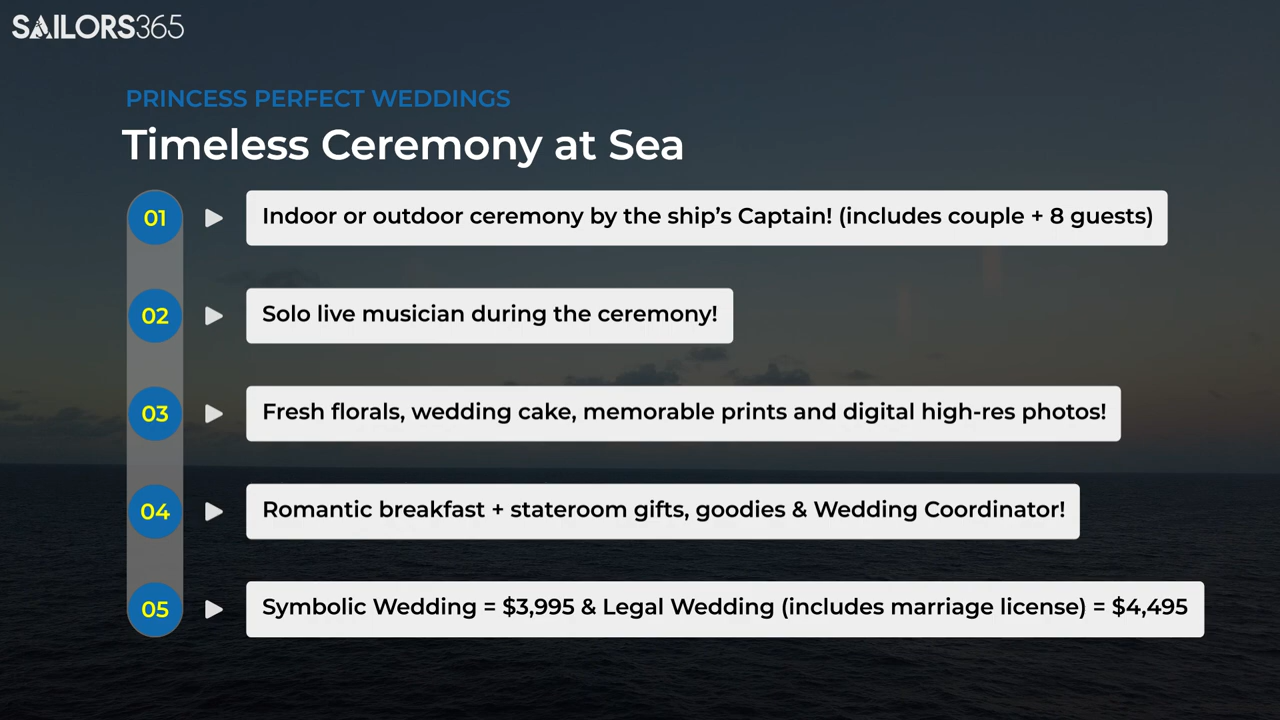 SAILORS365
PRINCESS PERFECT WEDDINGS
Timeless Ceremony at Sea
01
Indoor or outdoor ceremony by the ship’s Captain! (includes couple + 8 guests)
02
Solo live musician during the ceremony!
03
Fresh florals, wedding cake, memorable prints and digital high-res photos!
04
Romantic breakfast + stateroom gifts, goodies & Wedding Coordinator!
05
Symbolic Wedding = $3,995 & Legal Wedding (includes marriage license) = $4,495